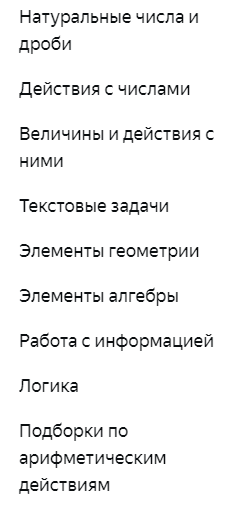 Натуральные числа и
дроби
Действия с числами
Величины и действия с
ними
Текстовые задачи
Элементы геометрии
Элементы алгебры
Работа с информацией
Логика
Подборки по
арифметическим
действиям